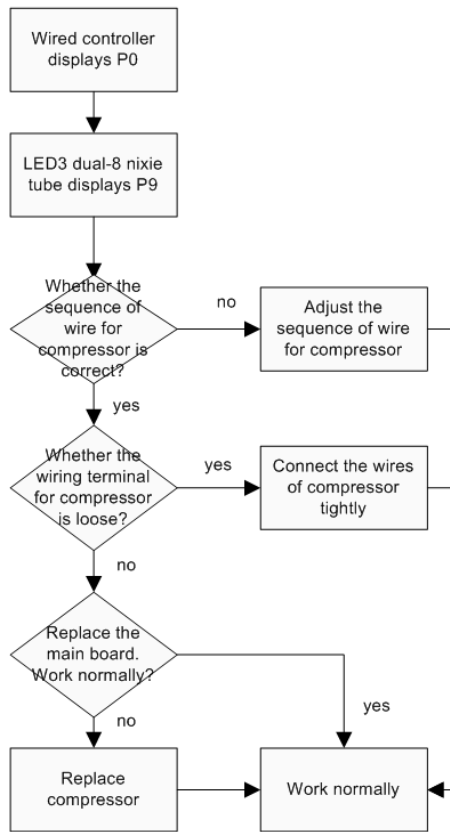 Wired controller
displays P0
LED3 dual-8 nixie
tube displays P9
Whether the
sequence of
wire for
compressor is
correct?
no
Adjust the
sequence of wire
for compressor
yes
Whether the
wiring terminal
for compressor
is loose?
yes
Connect the wires
of compressor
tightly
no
Replace the
main board.
Work normally?
yes
no
Replace
compressor
Work normally